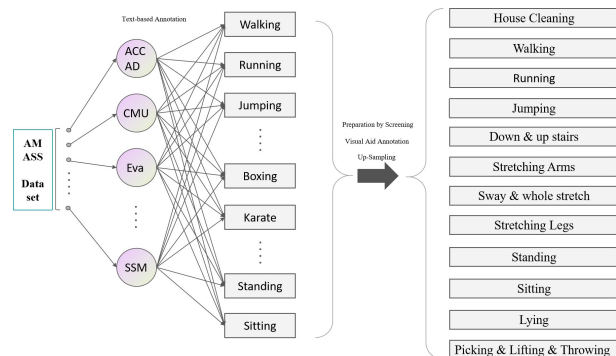 Text-based Annotation
AM
ASS
Data
set
ACC
AD
CMU
Eva
SSM
Walking
Running
Jumping
Boxing
Karate
Standing
Sitting
Preparation by Screening
Visual Aid Annotation
Up-Sampling
House Cleaning
Walking
Running
Jumping
Down & up stairs
Stretching Arms
Sway & whole stretch
Stretching Legs
Standing
Sitting
Lying
Picking & Lifting & Throwing